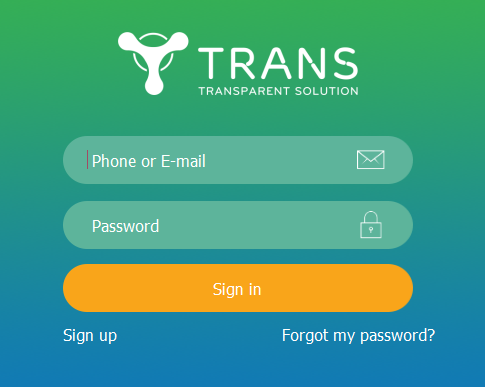 TRANS
TRANSPARENT SOLUTION
Phone or E-mail
Password
Sign in
Sign up
Forgot my password?